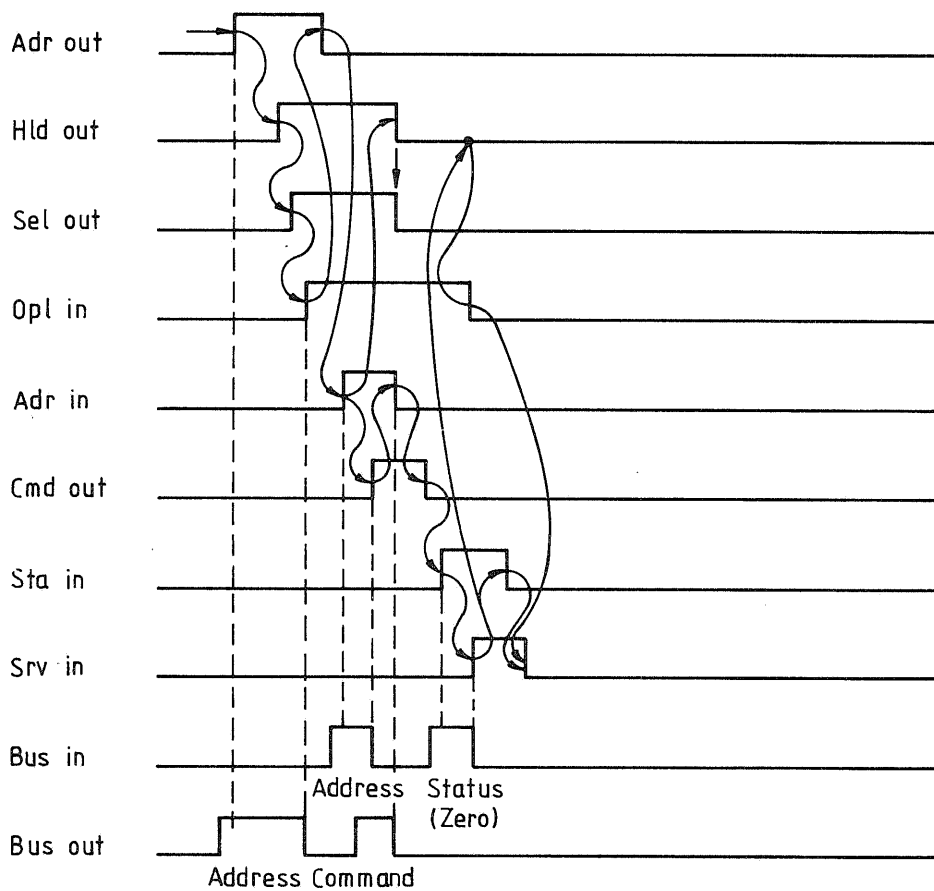 Adr out
Hld out
Sel out
Opl in
Adr in
Cmd out
Sta in
Srv in
Bus in
Address Status
(Zero)
Bus out
Address Command